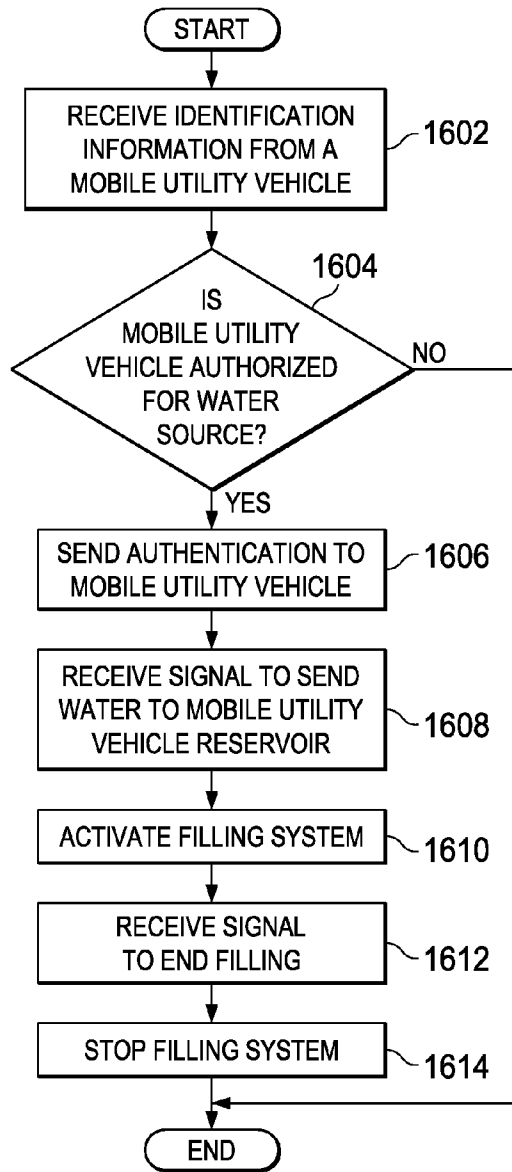 START
RECEIVE IDENTIFICATION
INFORMATION FROM A
MOBILE UTILITY VEHICLE
1602
1604
IS
MOBILE UTILITY
VEHICLE AUTHORIZED
FOR WATER
SOURCE?
NO
YES
SEND AUTHENTICATION TO
MOBILE UTILITY VEHICLE
1606
RECEIVE SIGNAL TO SEND
WATER TO MOBILE UTILITY
VEHICLE RESERVOIR
1608
ACTIVATE FILLING SYSTEM
1610
RECEIVE SIGNAL
TO END FILLING
1612
STOP FILLING SYSTEM
1614
END